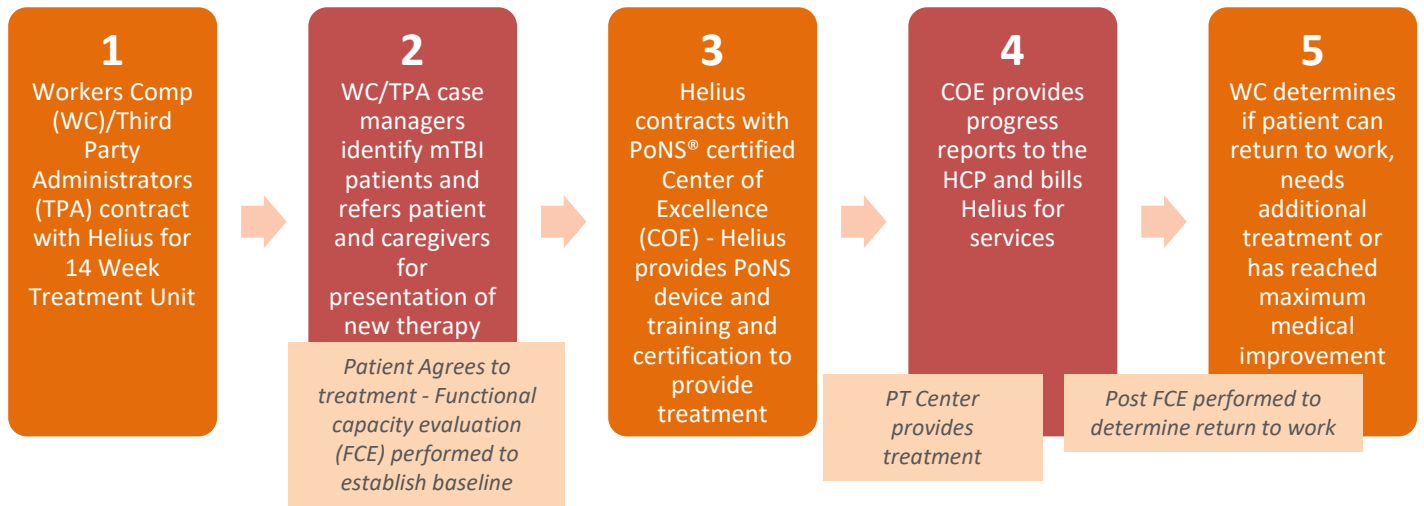 1
Workers Comp
(WC)/Third
Party
Administrators
(TPA) contract
with Helius for
14 Week
Treatment Unit
2
WC/TPA case
managers
identify mTBI
patients and
refers patient
and caregivers
for
presentation of
new therapy
Patient Agrees to
treatment - Functional
capacity evaluation
(FCE) performed to
establish baseline
3
Helius
contracts with
PoNS® certified
Center of
Excellence
(COE) - Helius
provides PoNS
device and
training and
certification to
provide
treatment
4
COE provides
progress
reports to the
HCP and bills
Helius for
services
PT Center
provides
treatment
5
WC determines
if patient can
return to work,
needs
additional
treatment or
has reached
maximum
medical
improvement
Post FCE performed to
determine return to work